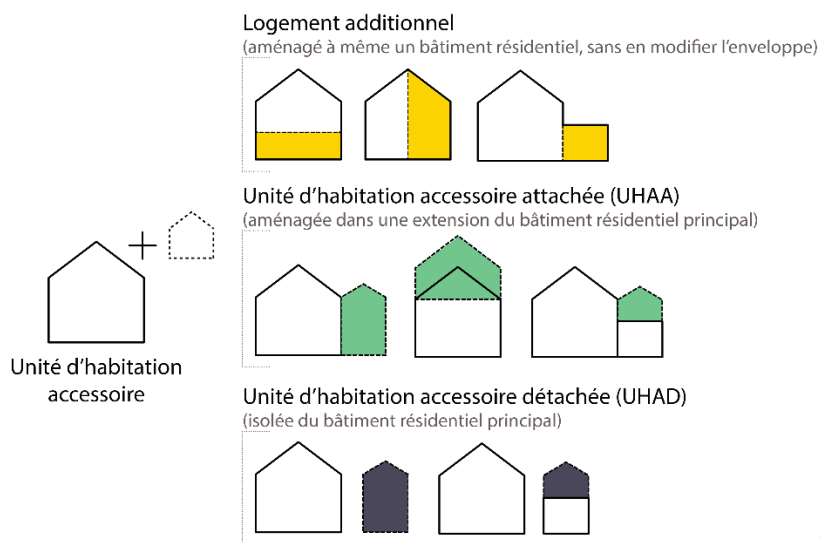 Logement additionnel
(aménagé à même un bâtiment résidentiel, sans en modifier l’enveloppe)
Unité d’habitation accessoire attachée (UHAA)
(aménagée dans une extension du bâtiment résidentiel principal)
Unité d’habitation
accessoire
Unité d’habitation accessoire détachée (UHAD)
(isolée du bâtiment résidentiel principal)